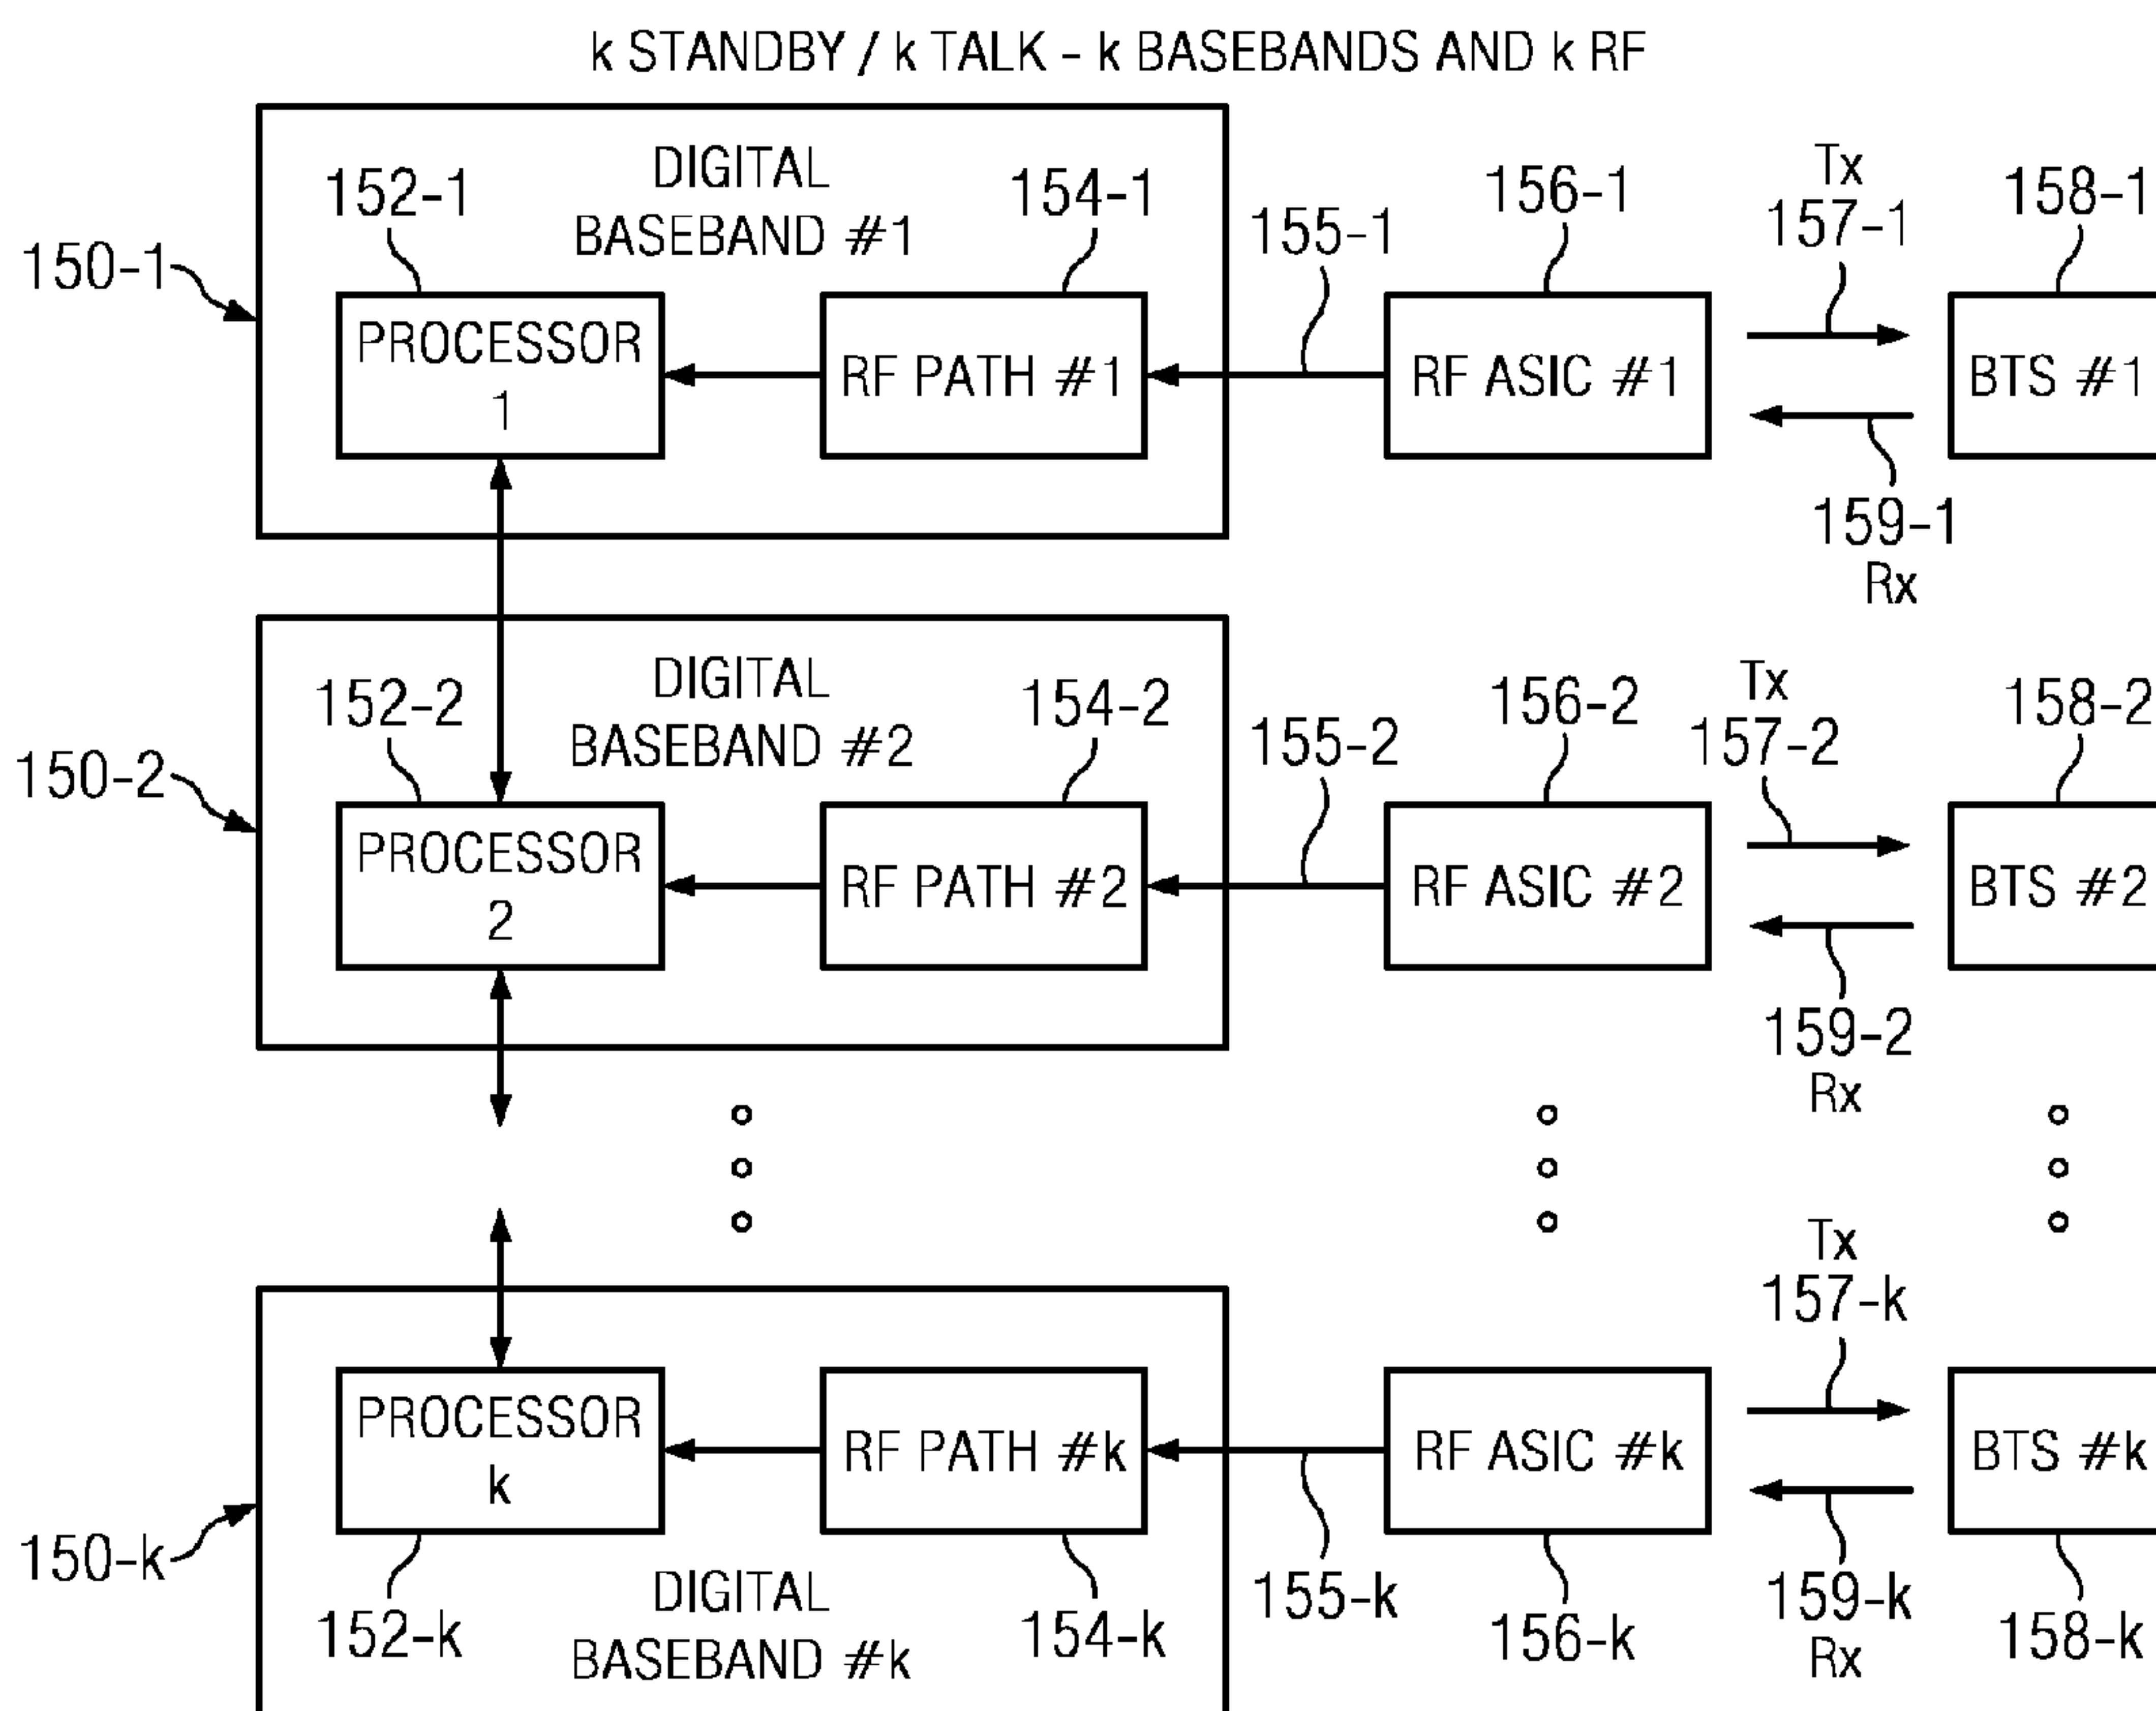 k STANDBY / k TALK - k BASEBANDS AND k RF
DIGITAL
BASEBAND #1
152-1
154-1
150-1
155-1
156-1
Tx
157-1
158-1
PROCESSOR
1
RF PATH #1
RF ASIC #1
BTS #1
159-1
Rx
DIGITAL
BASEBAND #2
152-2
154-2
150-2
155-2
156-2
Tx
157-2
158-2
PROCESSOR
2
RF PATH #2
RF ASIC #2
BTS #2
159-2
Rx
Tx
157-k
PROCESSOR
k
RF PATH #k
RF ASIC #k
BTS #k
150-k
152-k
DIGITAL
BASEBAND #k
154-k
155-k
156-k
159-k
Rx
158-k